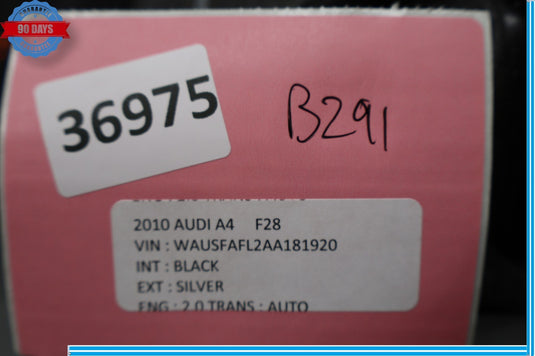 90 DAYS
36975
B291
2010 AUDI A4 F28
VIN : WAUSFAFL2AA181920
INT : BLACK
EXT : SILVER
ENG : 2.0 TRANS : AUTO